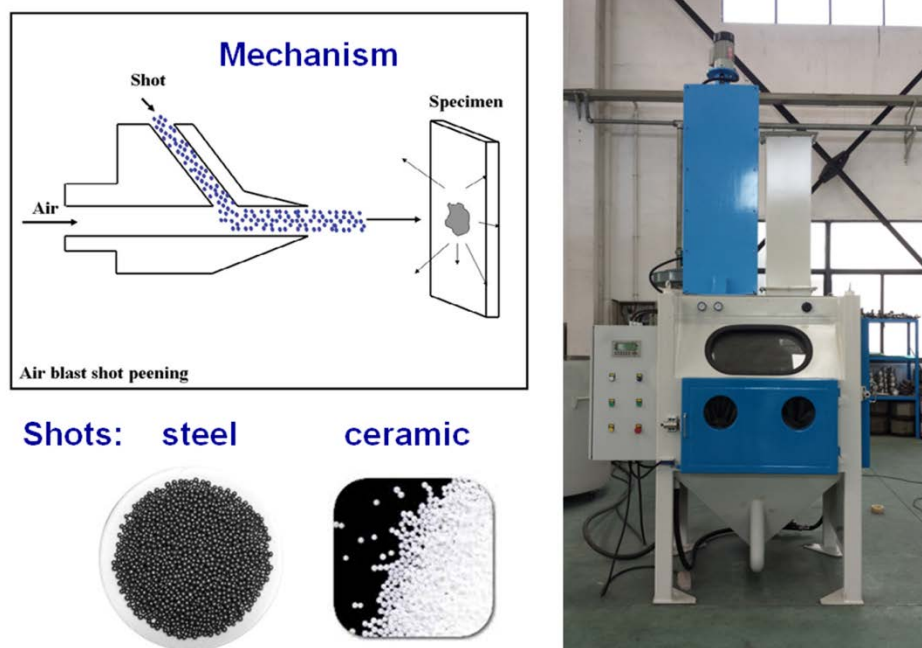 Mechanism
Shot
Specimen
Air
Air blast shot peening
Shots: steel ceramic